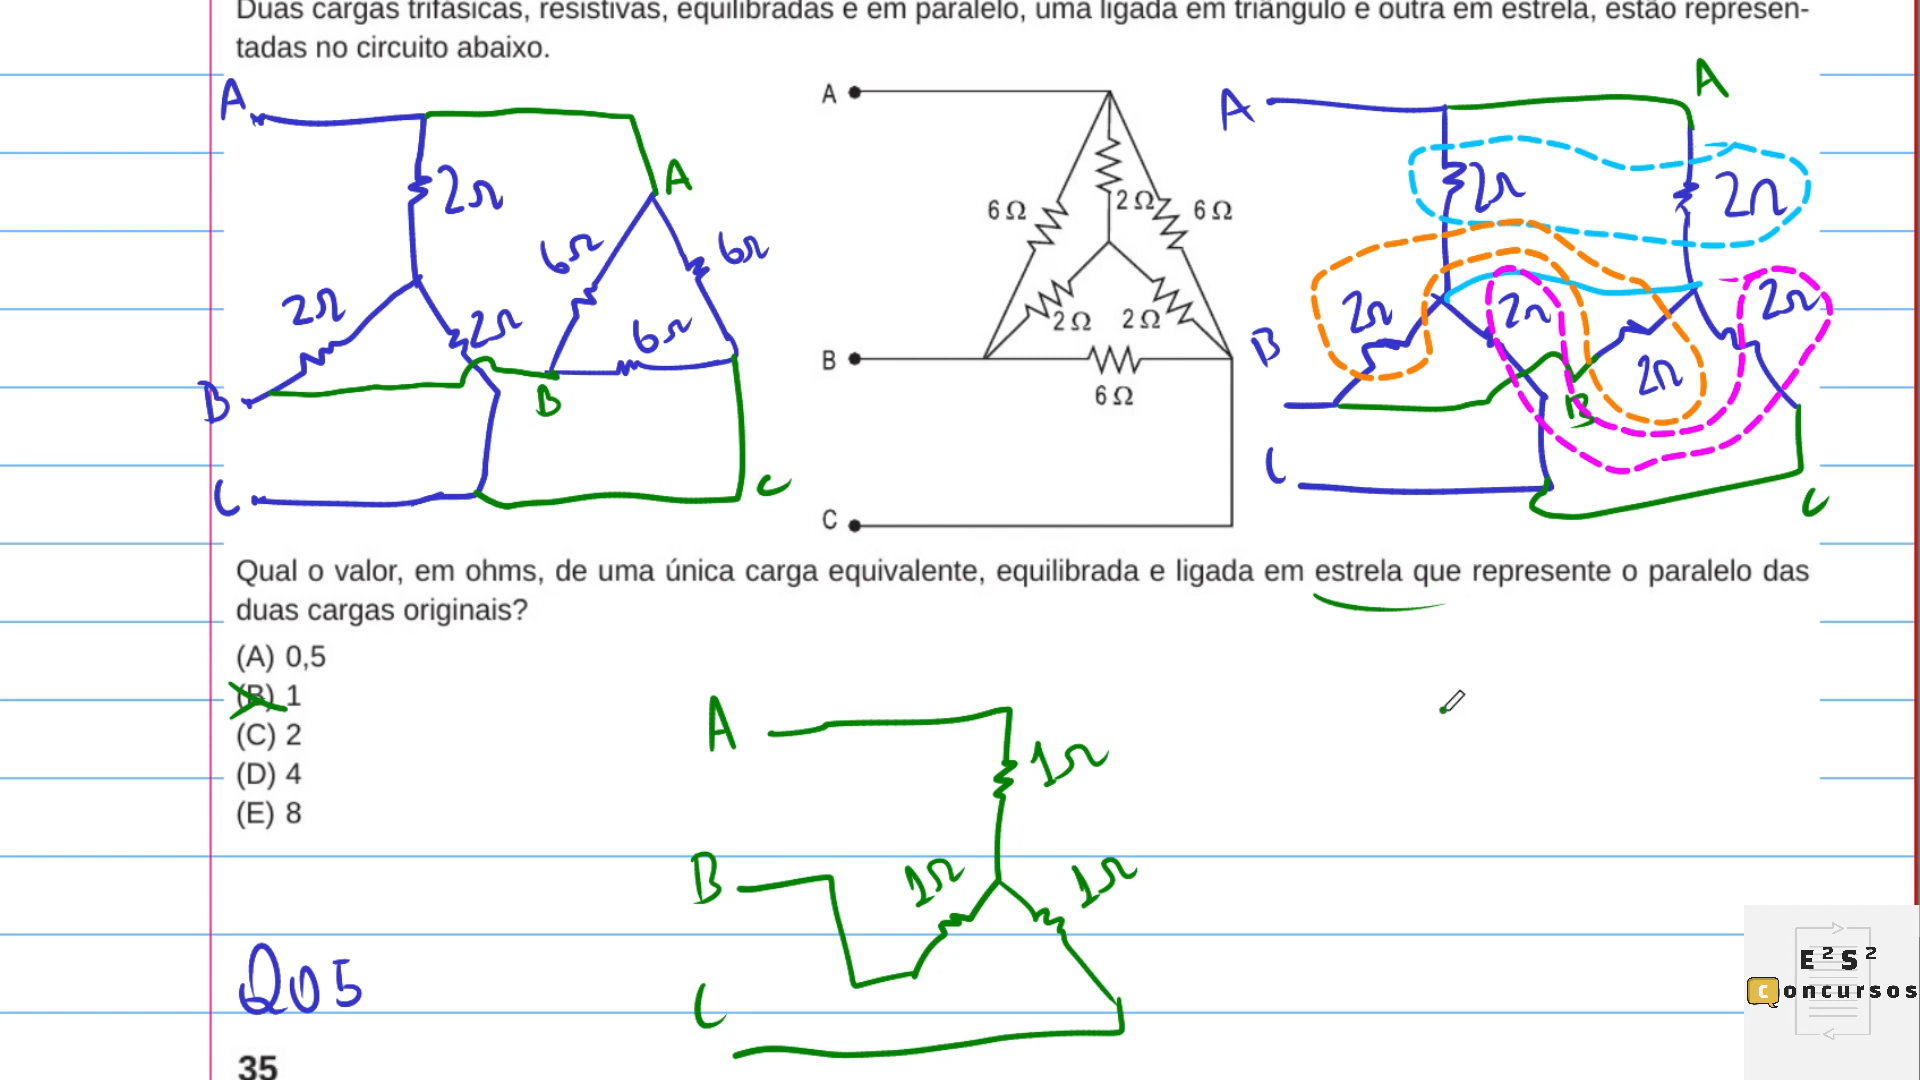 Duas cargas trifásicas, resistivas, equilibradas e em paralelo, uma ligada em triângulo e outra em estrela, estão represen-
tadas no circuito abaixo.
A
2Ω
2Ω
2Ω
B
C
A
6Ω
6Ω
6Ω
B
C
A
6 Ω
2 Ω
6 Ω
2 Ω
2 Ω
B
6 Ω
C
A
A
2Ω
2Ω
2Ω
2Ω
2Ω
2Ω
B
B
C
C
Qual o valor, em ohms, de uma única carga equivalente, equilibrada e ligada em estrela que represente o paralelo das
duas cargas originais?
(A) 0,5
(B) 1
(C) 2
(D) 4
(E) 8
A
1Ω
B
1Ω
1Ω
C
Q05
35
E²S²
Concursos